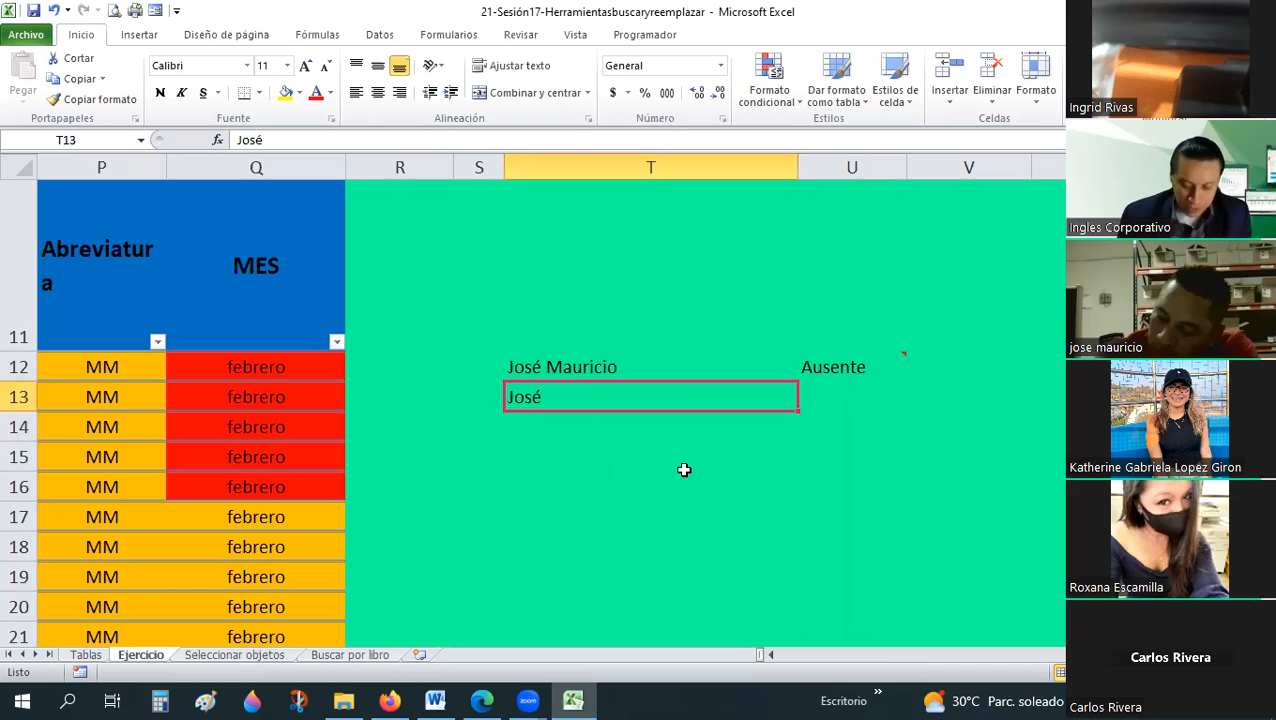 21-Sesión17-Herramientasbuscaryreemplazar - Microsoft Excel
Archivo Inicio Insertar Diseño de página Fórmulas Datos Formularios Revisar Vista Programador
Pegar
Cortar
Copiar
Copiar formato
Portapapeles
Calibri 11
N K S
Fuente
Ajustar texto
Combinar y centrar
Alineación
General
$ % 000
Número
Formato condicional
Dar formato como tabla
Estilos de celda
Estilos
Insertar Eliminar Formato
Celdas
T13 fx José
P Q R S T U V
11 Abreviatura MES
12 MM febrero José Mauricio Ausente
13 MM febrero José
14 MM febrero
15 MM febrero
16 MM febrero
17 MM febrero
18 MM febrero
19 MM febrero
20 MM febrero
21 MM febrero
Tablas Ejercicio Seleccionar objetos Buscar por libro
Listo
zoom
Escritorio » 30°C Parc. soleado
Ingrid Rivas
Ingles Corporativo
jose mauricio
Katherine Gabriela Lopez Giron
Roxana Escamilla
Carlos Rivera
Carlos Rivera